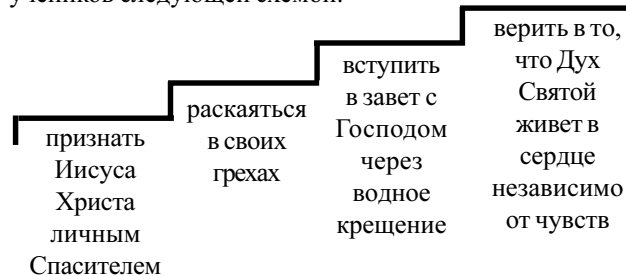 учеников следующей схемой:
признать
Иисуса
Христа
личным
Спасителем
раскаяться
в своих
грехах
вступить
в завет с
Господом
через
водное
крещение
верить в то,
что Дух
Святой
живет в
сердце
независимо
от чувств